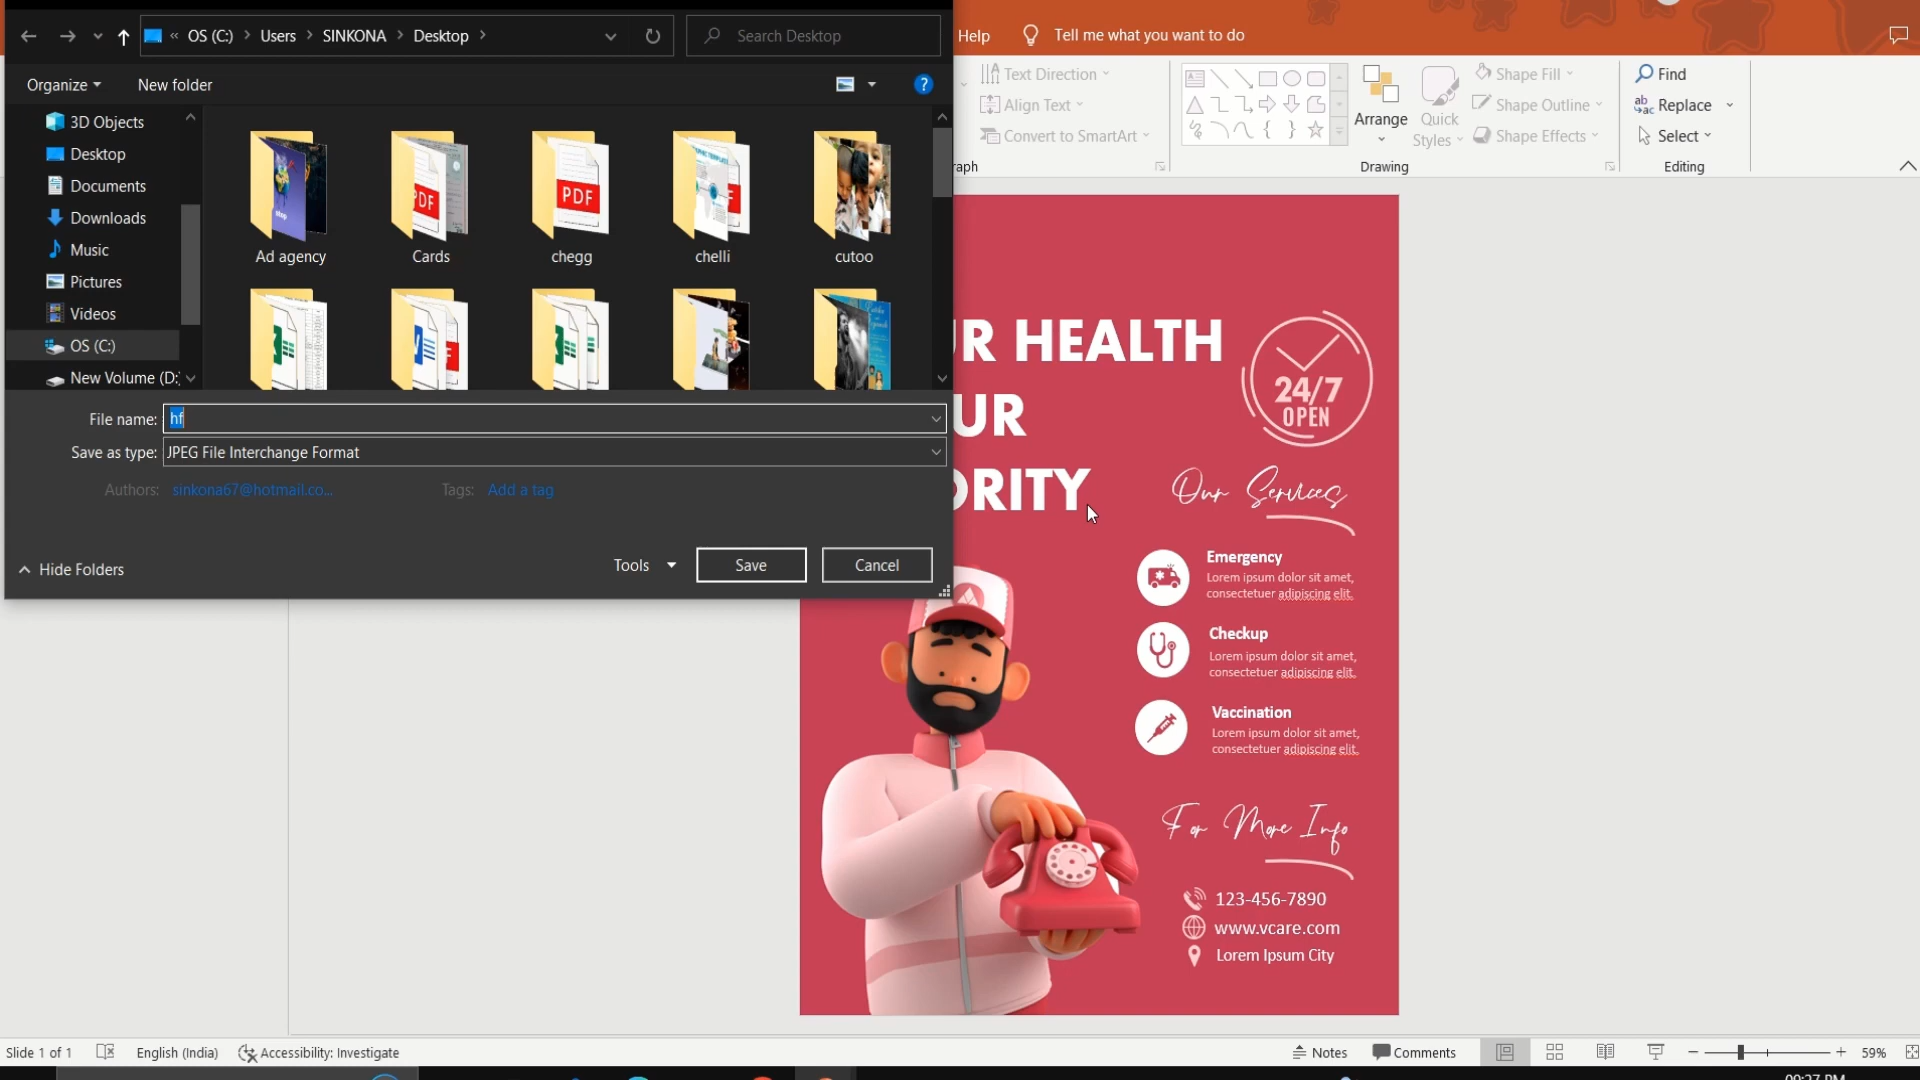 « OS (C:) > Users > SINKONA > Desktop >
Search Desktop
Help
Tell me what you want to do
Organize
New folder
?
Text Direction
Align Text
Convert to SmartArt
Arrange
Quick
Styles
Shape Fill
Shape Outline
Shape Effects
Find
Replace
Select
raph
Drawing
Editing
3D Objects
Desktop
Documents
Downloads
Music
Pictures
Videos
OS (C:)
New Volume (D:)
stop
PDF
PDF
Ad agency
Cards
chegg
chelli
cutoo
File name: hf
Save as type: JPEG File Interchange Format
Authors: sinkona67@hotmail.co...
Tags: Add a tag
Hide Folders
Tools
Save
Cancel
UR HEALTH
UR
ORITY
24/7
OPEN
Our Services
Emergency
Lorem ipsum dolor sit amet,
consectetuer adipiscing elit.
Checkup
Lorem ipsum dolor sit amet,
consectetuer adipiscing elit.
Vaccination
Lorem ipsum dolor sit amet,
consectetuer adipiscing elit.
For More Info
123-456-7890
www.vcare.com
Lorem Ipsum City
Slide 1 of 1
English (India)
Accessibility: Investigate
Notes
Comments
59%